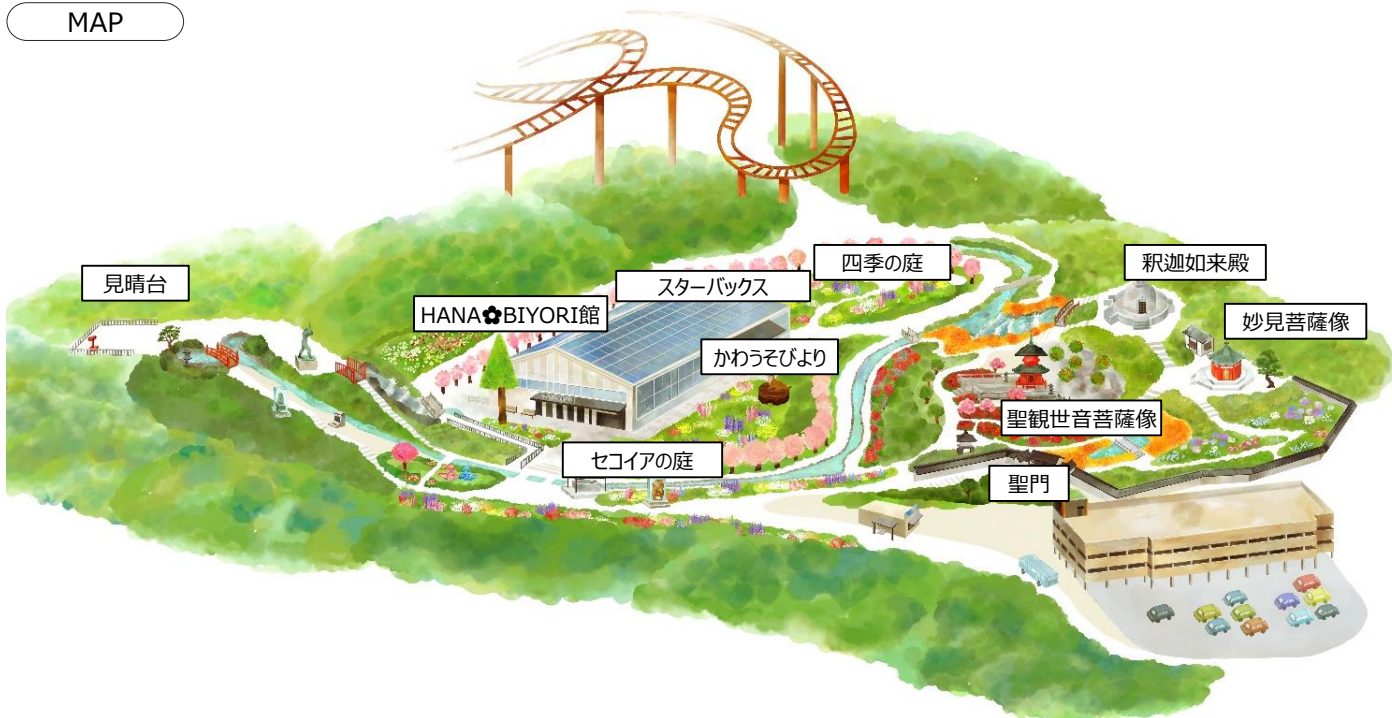 MAP
四季の庭
釈迦如来殿
見晴台
スターバックス
HANA✿BIYORI館
妙見菩薩像
かわうそびより
聖観世音菩薩像
セコイアの庭
聖門